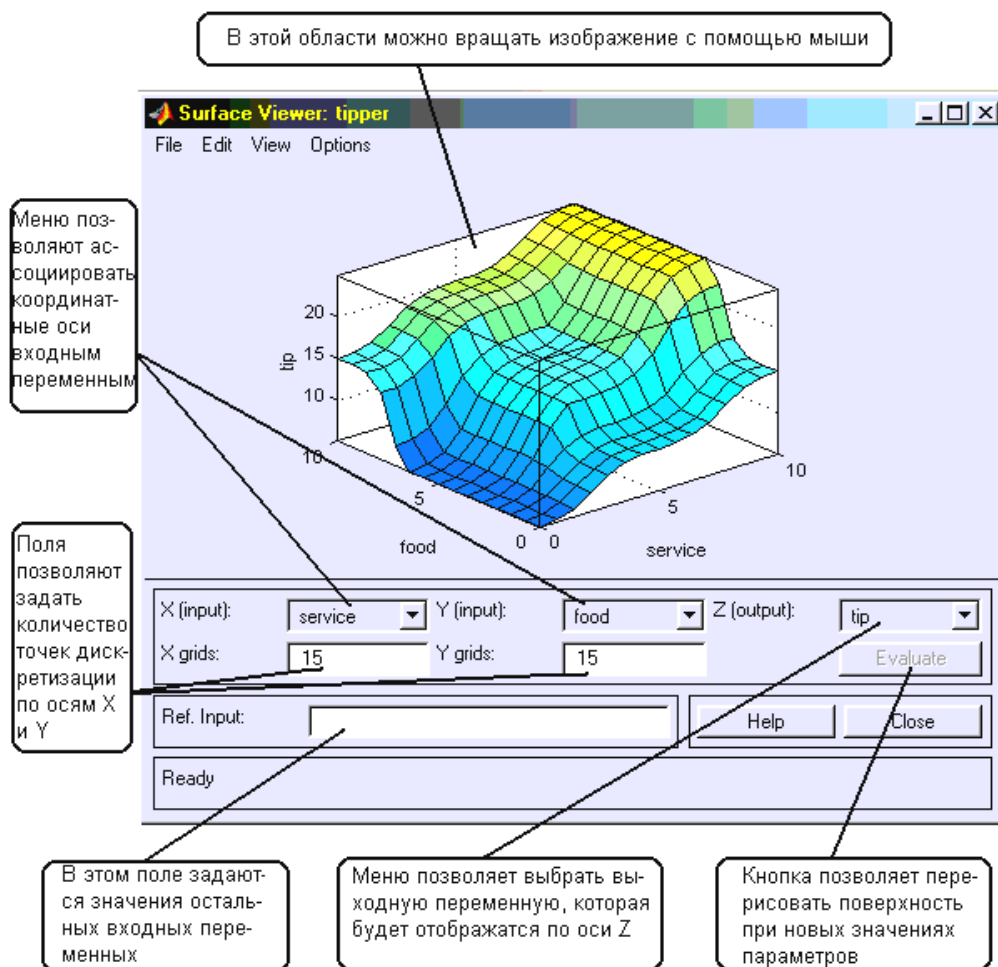 В этой области можно вращать изображение с помощью мыши
Surface Viewer: tipper
File Edit View Options
Меню поз-
воляют ас-
социировать
координат-
ные оси
входным
переменным
20
15
10
tip
10
5
0
food
0
5
10
service
Поля
позволяют
задать
количество
точек диск-
ретизации
по осям X
и Y
X (input): service Y (input): food Z (output): tip
X grids: 15 Y grids: 15 Evaluate
Ref. Input: Help Close
Ready
В этом поле задают-
ся значения осталь-
ных входных пере-
менных
Меню позволяет выбрать вы-
ходную переменную, которая
будет отображатся по оси Z
Кнопка позволяет пере-
рисовать поверхность
при новых значениях
параметров